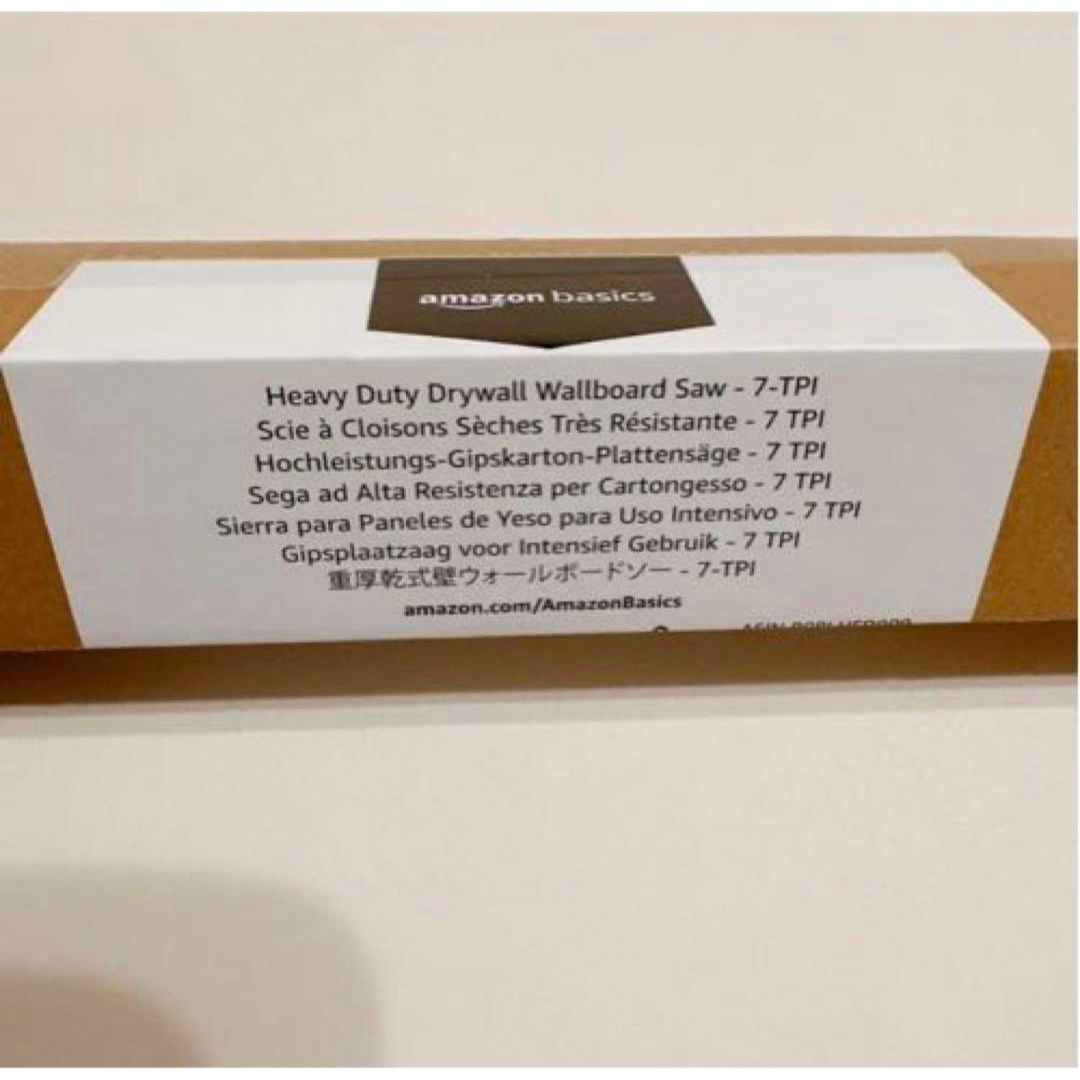 amazon basics
Heavy Duty Drywall Wallboard Saw - 7-TPI
Scie à Cloisons Sèches Très Résistante - 7 TPI
Hochleistungs-Gipskarton-Plattensäge - 7 TPI
Sega ad Alta Resistenza per Cartongesso - 7 TPI
Sierra para Paneles de Yeso para Uso Intensivo - 7 TPI
Gipsplaatzaag voor Intensief Gebruik - 7 TPI
重厚乾式壁ウォールボードソー - 7-TPI
amazon.com/AmazonBasics